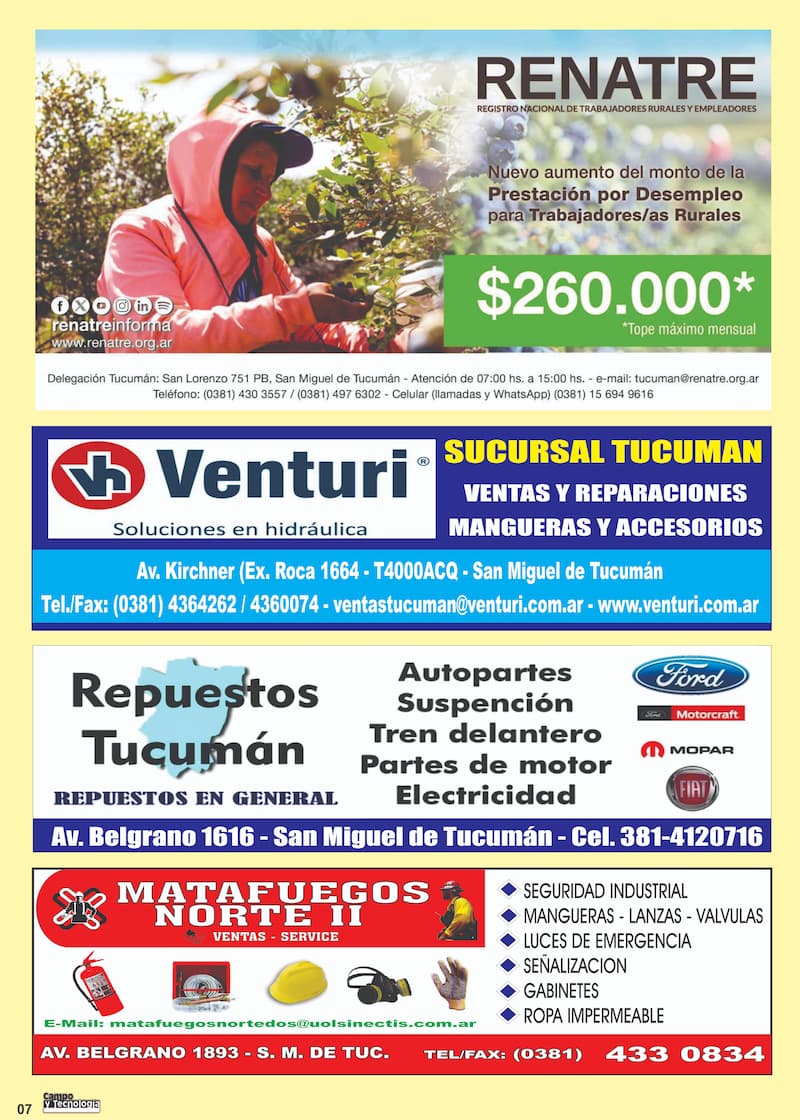 RENATRE
REGISTRO NACIONAL DE TRABAJADORES RURALES Y EMPLEADORES
Nuevo aumento del monto de la
Prestación por Desempleo
para Trabajadores/as Rurales
$260.000*
*Tope máximo mensual
renatreinforma
www.renatre.org.ar
Delegación Tucumán: San Lorenzo 751 PB, San Miguel de Tucumán - Atención de 07:00 hs. a 15:00 hs. - e-mail: tucuman@renatre.org.ar
Teléfono: (0381) 430 3557 / (0381) 497 6302 - Celular (llamadas y WhatsApp) (0381) 15 694 9616
vh Venturi ®
Soluciones en hidráulica
SUCURSAL TUCUMAN
VENTAS Y REPARACIONES
MANGUERAS Y ACCESORIOS
Av. Kirchner (Ex. Roca 1664 - T4000ACQ - San Miguel de Tucumán
Tel./Fax: (0381) 4364262 / 4360074 - ventastucuman@venturi.com.ar - www.venturi.com.ar
Repuestos
Tucumán
REPUESTOS EN GENERAL
Autopartes
Suspención
Tren delantero
Partes de motor
Electricidad
Ford
Ford Motorcraft
MOPAR
FIAT
Av. Belgrano 1616 - San Miguel de Tucumán - Cel. 381-4120716
MATAFUEGOS
NORTE II
VENTAS - SERVICE
E-Mail: matafuegosnortedos@uolsinectis.com.ar
SEGURIDAD INDUSTRIAL
MANGUERAS - LANZAS - VALVULAS
LUCES DE EMERGENCIA
SEÑALIZACION
GABINETES
ROPA IMPERMEABLE
AV. BELGRANO 1893 - S. M. DE TUC. TEL/FAX: (0381) 433 0834
07 Campo
y Tecnología